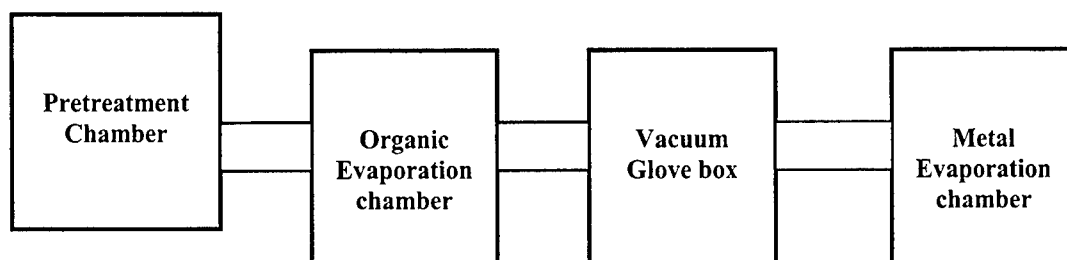 Pretreatment
Chamber
Organic
Evaporation
chamber
Vacuum
Glove box
Metal
Evaporation
chamber